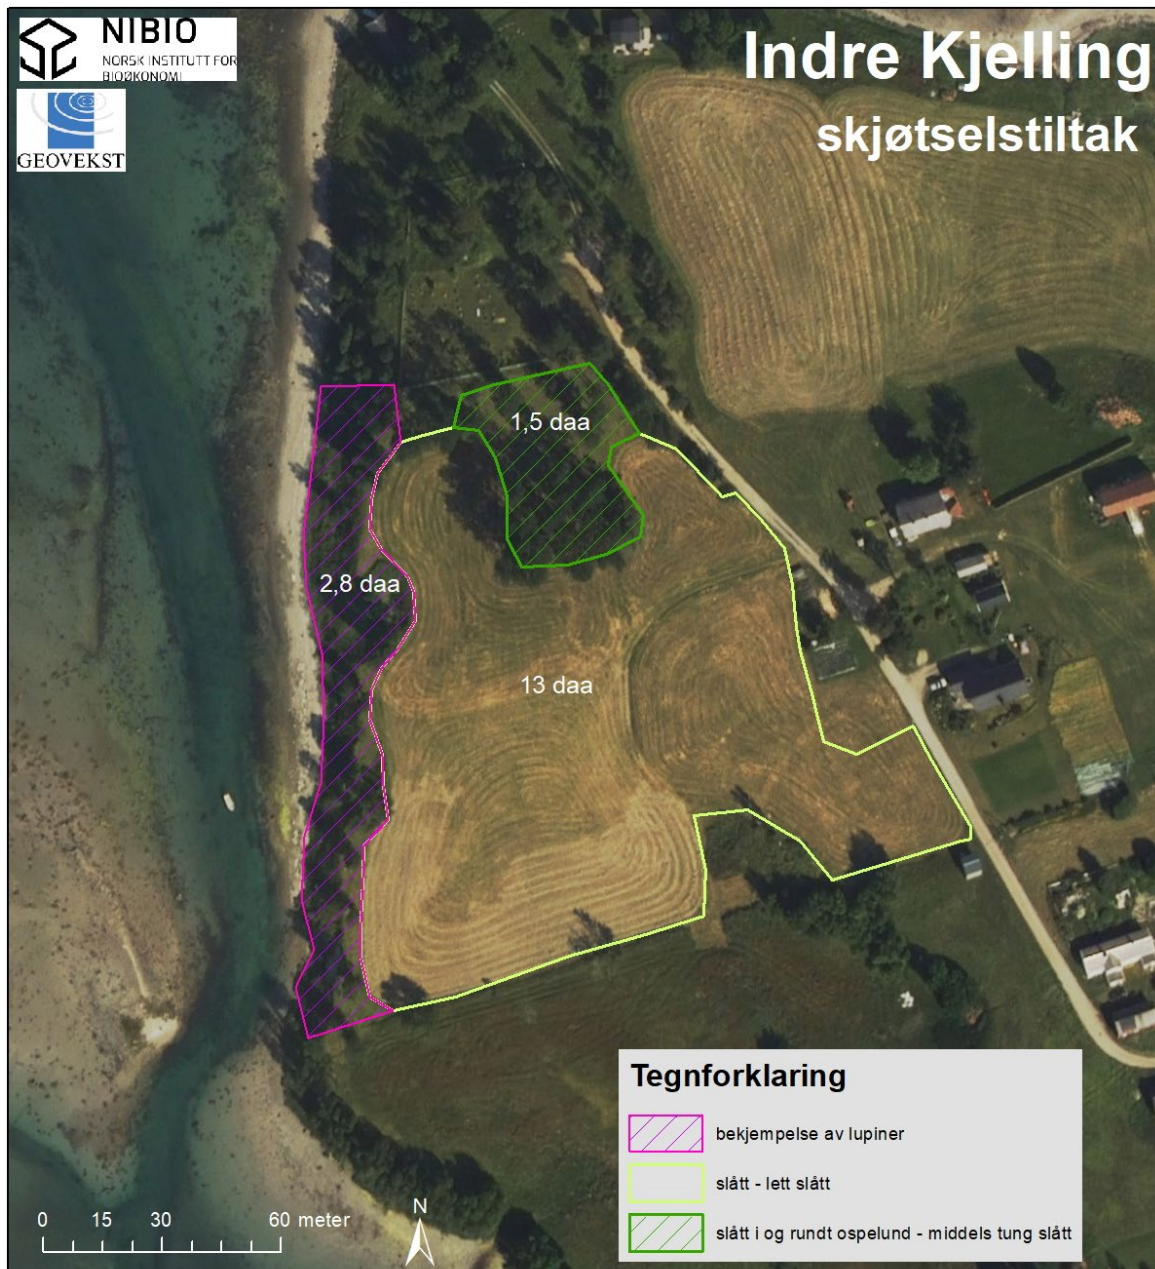 NIBIO
NORSK INSTITUTT FOR
BIOØKONOMI
GEOVEKST
Indre Kjelling
skjøtselstiltak
1,5 daa
2,8 daa
13 daa
Tegnforklaring
bekjempelse av lupiner
slått - lett slått
slått i og rundt ospelund - middels tung slått
0 15 30 60 meter
N